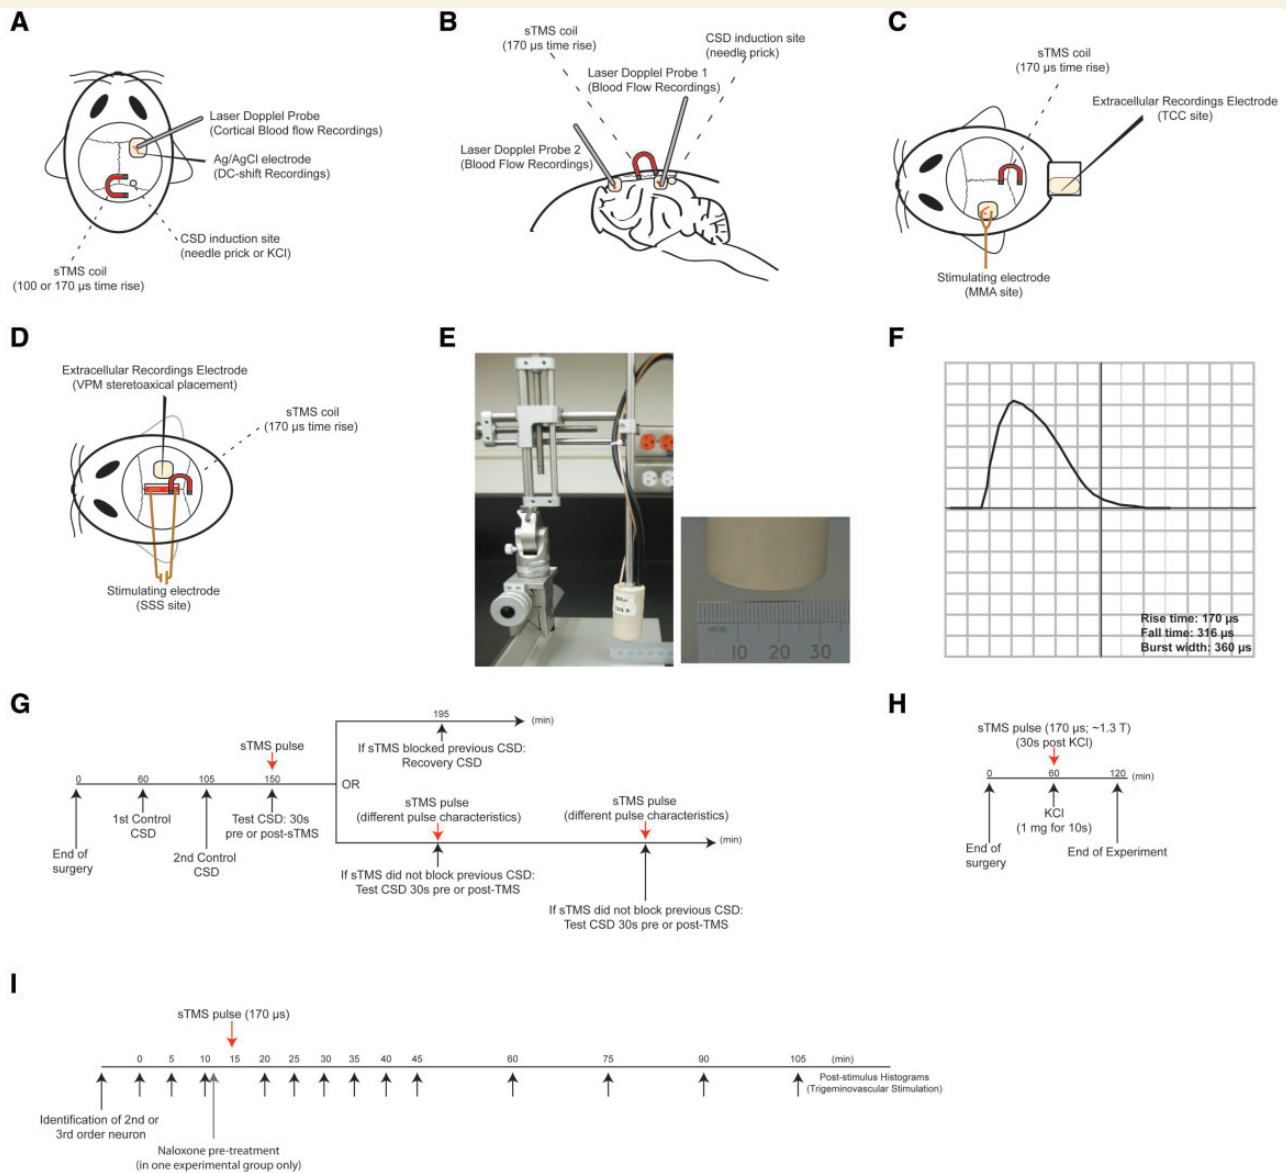 A
Laser Dopplel Probe
(Cortical Blood flow Recordings)
Ag/AgCl electrode
(DC-shift Recordings)
CSD induction site
(needle prick or KCl)
sTMS coil
(100 or 170 µs time rise)
B
sTMS coil
(170 µs time rise)
CSD induction site
(needle prick)
Laser Dopplel Probe 1
(Blood Flow Recordings)
Laser Dopplel Probe 2
(Blood Flow Recordings)
C
sTMS coil
(170 µs time rise)
Extracellular Recordings Electrode
(TCC site)
Stimulating electrode
(MMA site)
D
Extracellular Recordings Electrode
(VPM steretoaxical placement)
sTMS coil
(170 µs time rise)
Stimulating electrode
(SSS site)
E
mm
10 20 30
F
Rise time: 170 µs
Fall time: 316 µs
Burst width: 360 µs
G
195
(min)
If sTMS blocked previous CSD:
Recovery CSD
sTMS pulse
0 60 105 150
OR
1st Control
CSD
Test CSD: 30s
pre or post-sTMS
End of
surgery
2nd Control
CSD
sTMS pulse
(different pulse characteristics)
sTMS pulse
(different pulse characteristics)
(min)
If sTMS did not block previous CSD:
Test CSD 30s pre or post-TMS
If sTMS did not block previous CSD:
Test CSD 30s pre or post-TMS
H
sTMS pulse (170 µs; ~1.3 T)
(30s post KCl)
0 60 120 (min)
KCl
(1 mg for 10s)
End of
surgery
End of Experiment
I
sTMS pulse (170 µs)
0 5 10 15 20 25 30 35 40 45 60 75 90 105 (min)
Post-stimulus Histograms
(Trigeminovascular Stimulation)
Identification of 2nd or
3rd order neuron
Naloxone pre-treatment
(in one experimental group only)